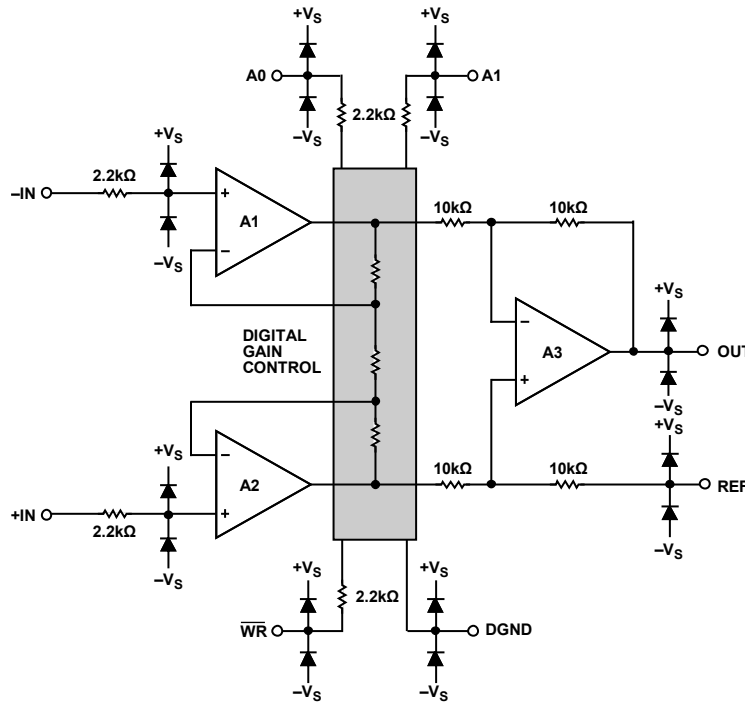 +VS +VS
A0 A1
2.2kΩ
–VS –VS
+VS
2.2kΩ
–IN
+
A1
10kΩ 10kΩ
–
–VS
+VS
DIGITAL
GAIN
CONTROL
–
A3
OUT
+
–VS
–
+VS
+VS
10kΩ 10kΩ
A2
REF
+IN
+
2.2kΩ
–VS
–VS
+VS +VS
2.2kΩ
WR DGND
–VS –VS